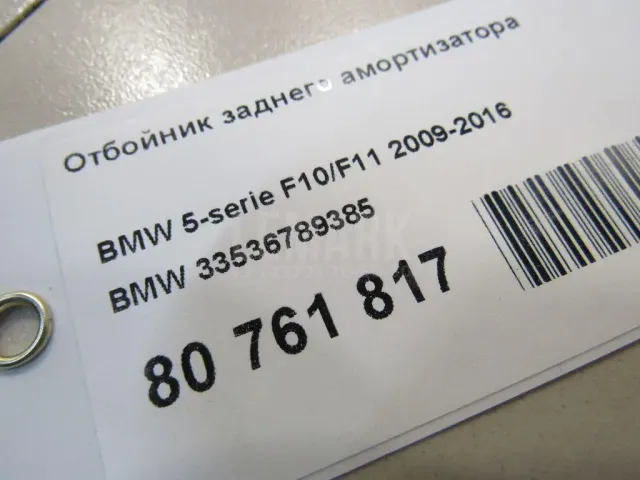 Отбойник заднего амортизатора
BMW 5-serie F10/F11 2009-2016
BMW 33536789385
80 761 817